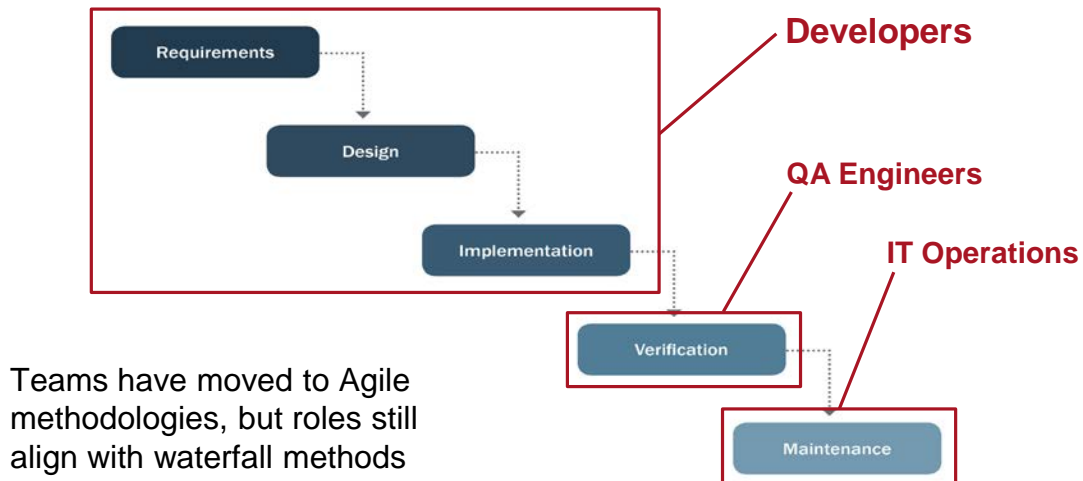 Developers
Requirements
Design
QA Engineers
Implementation
IT Operations
Verification
Teams have moved to Agile
methodologies, but roles still
align with waterfall methods
Maintenance